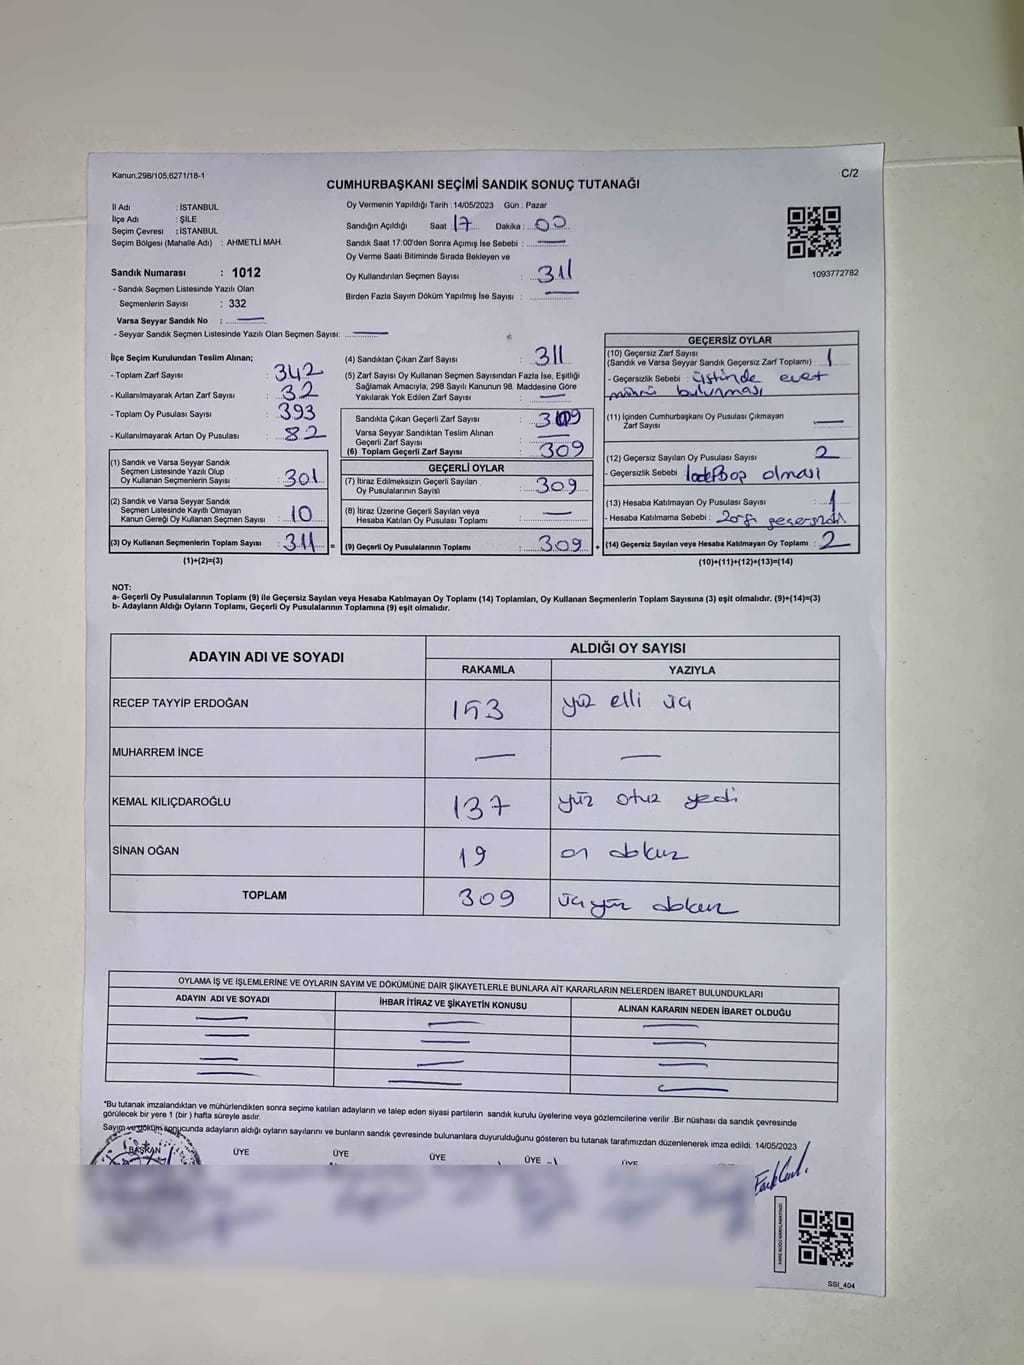 Kanun,298/105,6271/18-1
C/2
CUMHURBAŞKANI SEÇİMİ SANDIK SONUÇ TUTANAĞI
İl Adı : İSTANBUL
İlçe Adı : ŞİLE
Seçim Çevresi : İSTANBUL
Seçim Bölgesi (Mahalle Adı) : AHMETLİ MAH.
Oy Vermenin Yapıldığı Tarih : 14/05/2023 Gün : Pazar
Sandığın Açıldığı Saat : 17 Dakika : 00
Sandık Saat 17:00'den Sonra Açımış İse Sebebi : —
Oy Verme Saati Bitiminde Sırada Bekleyen ve
Oy Kullandırılan Seçmen Sayısı : 311
Birden Fazla Sayım Döküm Yapılmış İse Sayısı : —
1093772782
Sandık Numarası : 1012
- Sandık Seçmen Listesinde Yazılı Olan
Seçmenlerin Sayısı : 332
Varsa Seyyar Sandık No : —
- Seyyar Sandık Seçmen Listesinde Yazılı Olan Seçmen Sayısı: —
İlçe Seçim Kurulundan Teslim Alınan;
- Toplam Zarf Sayısı : 342
- Kullanılmayarak Artan Zarf Sayısı : 32
- Toplam Oy Pusulası Sayısı : 393
- Kullanılmayarak Artan Oy Pusulası : 82
(1) Sandık ve Varsa Seyyar Sandık
Seçmen Listesinde Yazılı Olup
Oy Kullanan Seçmenlerin Sayısı : 301
(2) Sandık ve Varsa Seyyar Sandık
Seçmen Listesinde Kayıtlı Olmayan
Kanun Gereği Oy Kullanan Seçmen Sayısı : 10
(3) Oy Kullanan Seçmenlerin Toplam Sayısı : 311 =
(1)+(2)=(3)
(4) Sandıktan Çıkan Zarf Sayısı : 311
(5) Zarf Sayısı Oy Kullanan Seçmen Sayısından Fazla İse, Eşitliği
Sağlamak Amacıyla; 298 Sayılı Kanunun 98. Maddesine Göre
Yakılarak Yok Edilen Zarf Sayısı : —
Sandıkta Çıkan Geçerli Zarf Sayısı : 309
Varsa Seyyar Sandıktan Teslim Alınan
Geçerli Zarf Sayısı : —
(6) Toplam Geçerli Zarf Sayısı : 309
GEÇERLİ OYLAR
(7) İtiraz Edilmeksizin Geçerli Sayılan
Oy Pusulasının Sayısı : 309
(8) İtiraz Üzerine Geçerli Sayılan veya
Hesaba Katılan Oy Pusulası Toplamı : —
(9) Geçerli Oy Pusulalarının Toplamı : 309 +
GEÇERSİZ OYLAR
(10) Geçersiz Zarf Sayısı
(Sandık ve Varsa Seyyar Sandık Geçersiz Zarf Toplamı) : 1
- Geçersizlik Sebebi : üstünde evet
mührü bulunması
(11) İçinden Cumhurbaşkanı Oy Pusulası Çıkmayan
Zarf Sayısı : —
(12) Geçersiz Sayılan Oy Pusulası Sayısı : 2
- Geçersizlik Sebebi : olması
(13) Hesaba Katılmayan Oy Pusulası Sayısı : 1
- Hesaba Katılmama Sebebi :
(14) Geçersiz Sayılan veya Hesaba Katılmayan Oy Toplamı : 2
(10)+(11)+(12)+(13)=(14)
NOT:
a- Geçerli Oy Pusulalarının Toplamı (9) ile Geçersiz Sayılan veya Hesaba Katılmayan Oy Toplamı (14) Toplamları, Oy Kullanan Seçmenlerin Toplam Sayısına (3) eşit olmalıdır. (9)+(14)=(3)
b- Adayların Aldığı Oyların Toplamı, Geçerli Oy Pusulalarının Toplamına (9) eşit olmalıdır.
ADAYIN ADI VE SOYADI
ALDIĞI OY SAYISI
RAKAMLA YAZIYLA
RECEP TAYYİP ERDOĞAN 153 yüz elli üç
MUHARREM İNCE — —
KEMAL KILIÇDAROĞLU 137 yüz otuz yedi
SİNAN OĞAN 19 on dokuz
TOPLAM 309 üçyüz dokuz
OYLAMA İŞ VE İŞLEMLERİNE VE OYLARIN SAYIM VE DÖKÜMÜNE DAİR ŞİKAYETLERLE BUNLARA AİT KARARLARIN NELERDEN İBARET BULUNDUKLARI
ADAYIN ADI VE SOYADI İHBAR İTİRAZ VE ŞİKAYETİN KONUSU ALINAN KARARIN NEDEN İBARET OLDUĞU
*Bu tutanak imzalandıktan ve mühürlendikten sonra seçime katılan adayların ve talep eden siyasi partilerin sandık kurulu üyelerine veya gözlemcilerine verilir .Bir nüshası da sandık çevresinde
görülecek bir yere 1 (bir ) hafta süreyle asılır.
Sayım ve döküm sonucunda adayların aldığı oyların sayılarını ve bunların sandık çevresinde bulunanlara duyurulduğunu gösteren bu tutanak tarafımızdan düzenlenerek imza edildi. 14/05/2023
BAŞKAN ÜYE ÜYE ÜYE ÜYE ÜYE
SSI_404